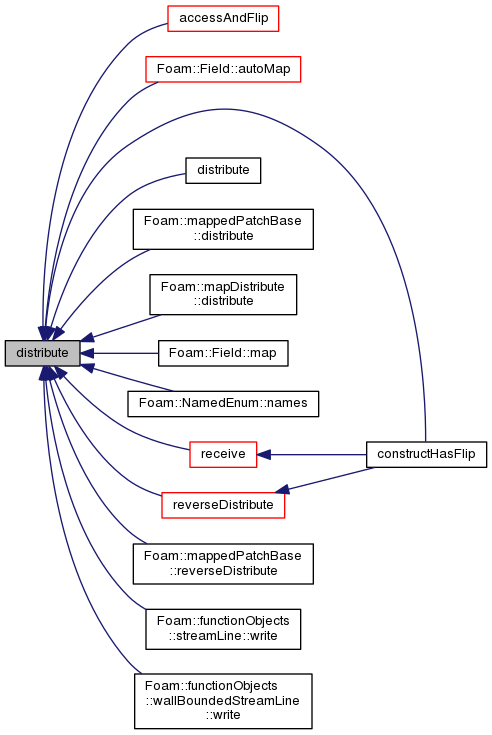 accessAndFlip
Foam::Field::autoMap
distribute
Foam::mappedPatchBase
::distribute
Foam::mapDistribute
::distribute
distribute
Foam::Field::map
Foam::NamedEnum::names
receive
constructHasFlip
reverseDistribute
Foam::mappedPatchBase
::reverseDistribute
Foam::functionObjects
::streamLine::write
Foam::functionObjects
::wallBoundedStreamLine
::write